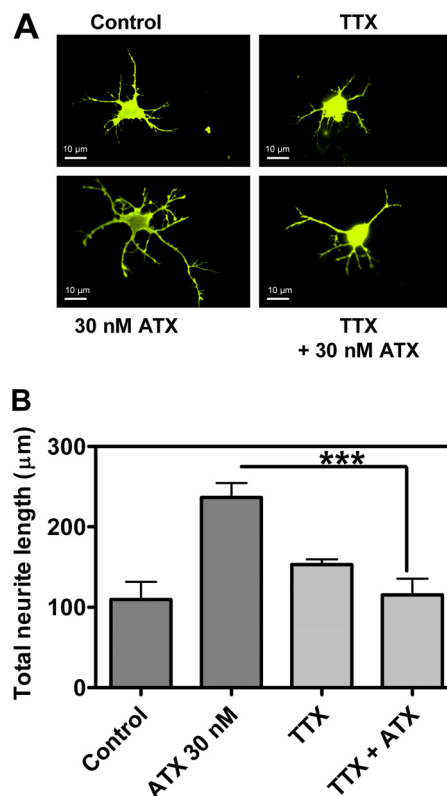 A
Control
TTX
10 μm
10 μm
10 μm
10 μm
30 nM ATX
TTX
+ 30 nM ATX
B
Total neurite length (μm)
300
200
100
0
***
Control
ATX 30 nM
TTX
TTX + ATX